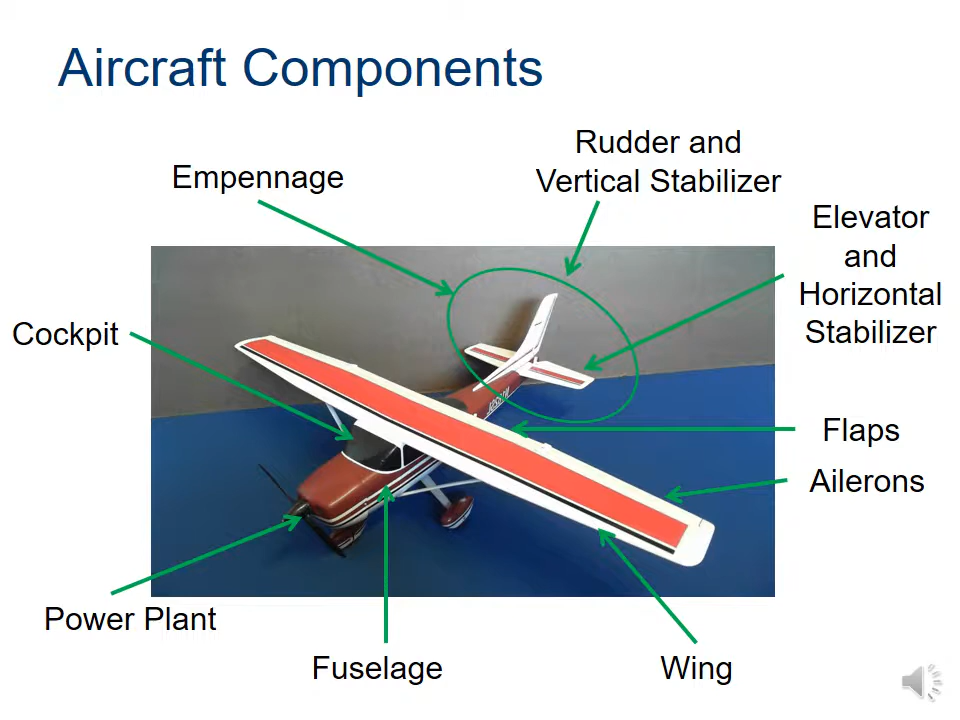 Aircraft Components
Rudder and
Vertical Stabilizer
Empennage
Elevator
and
Horizontal
Stabilizer
Cockpit
Flaps
Ailerons
Power Plant
Fuselage
Wing